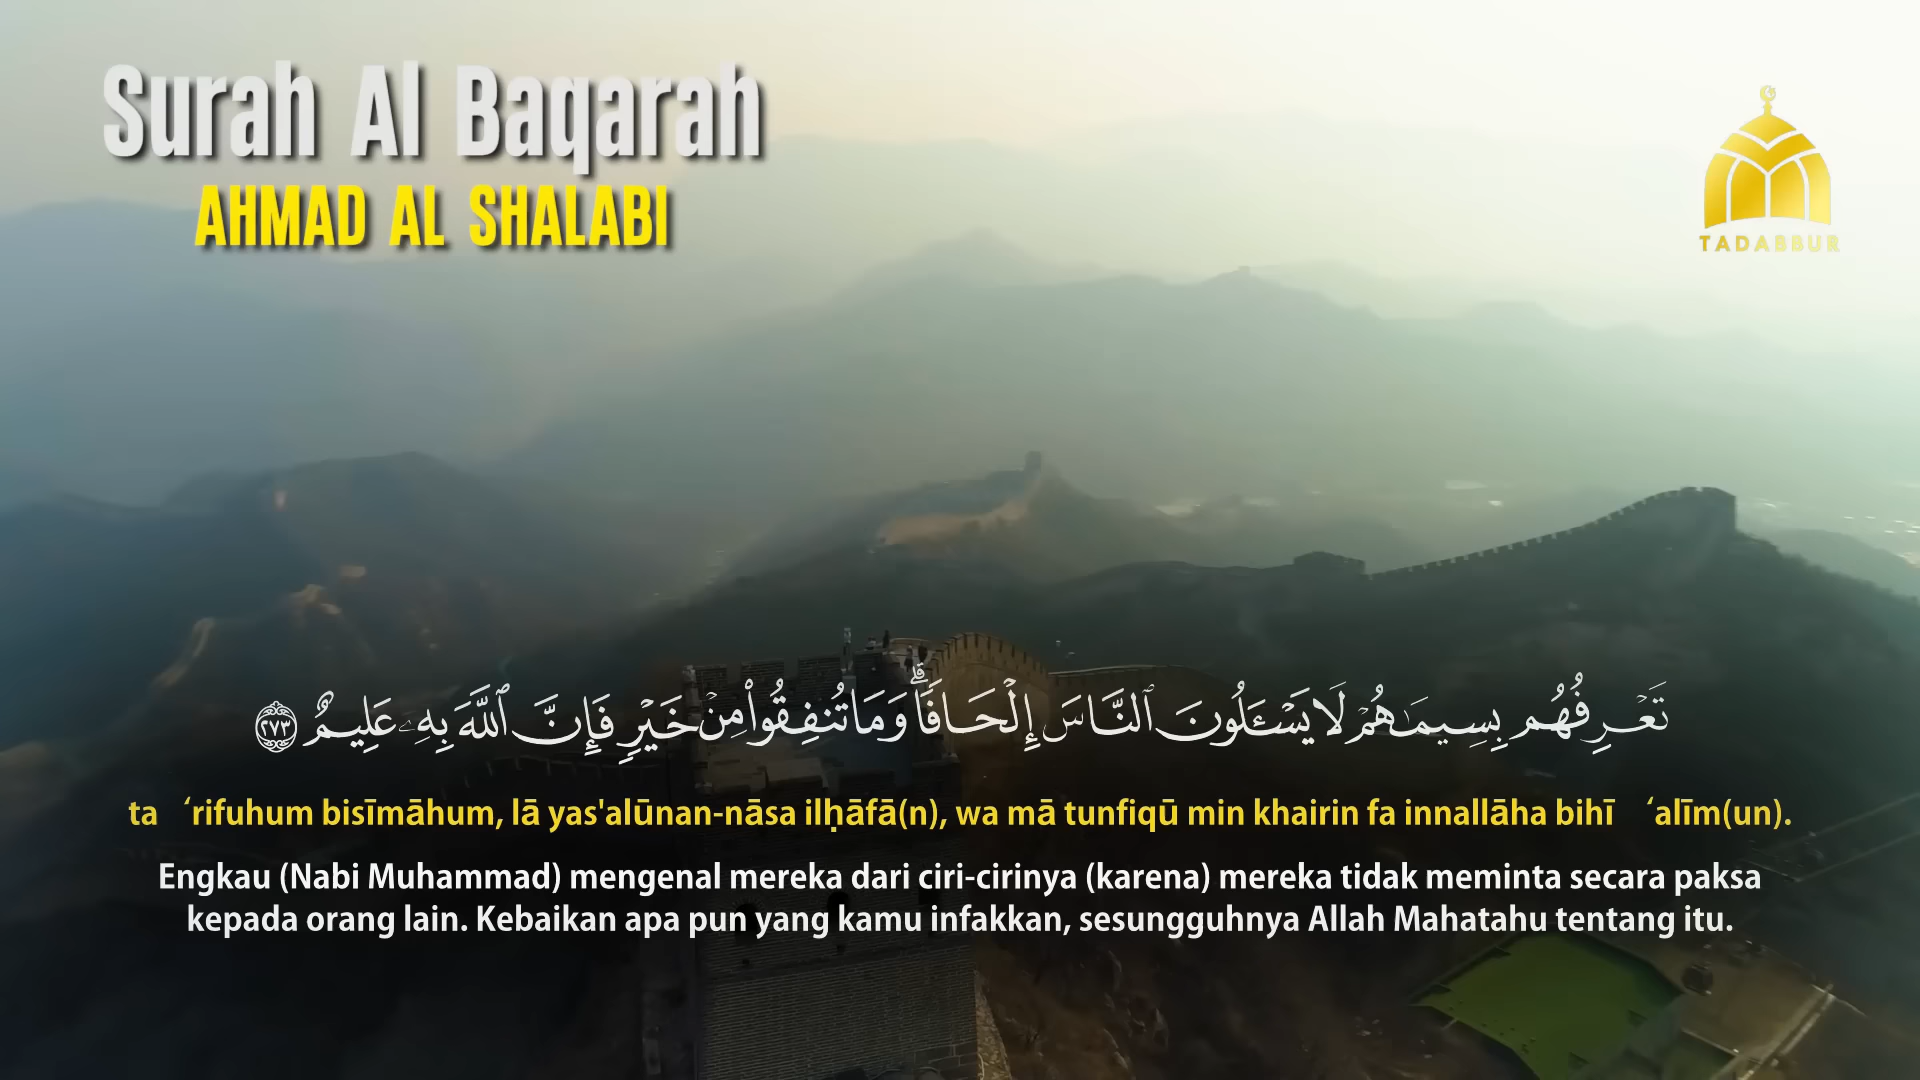 Surah Al Baqarah
AHMAD AL SHALABI
TADABBUR
تَعْرِفُهُم بِسِيمَـٰهُمْ لَا يَسْـَٔلُونَ ٱلنَّاسَ إِلْحَافًا ۗ وَمَا تُنفِقُوا۟ مِنْ خَيْرٍ فَإِنَّ ٱللَّهَ بِهِۦ عَلِيمٌ ٢٧٣
ta ‘rifuhum bisīmāhum, lā yas'alūnan-nāsa ilḥāfā(n), wa mā tunfiqū min khairin fa innallāha bihī ‘alīm(un).
Engkau (Nabi Muhammad) mengenal mereka dari ciri-cirinya (karena) mereka tidak meminta secara paksa
kepada orang lain. Kebaikan apa pun yang kamu infakkan, sesungguhnya Allah Mahatahu tentang itu.